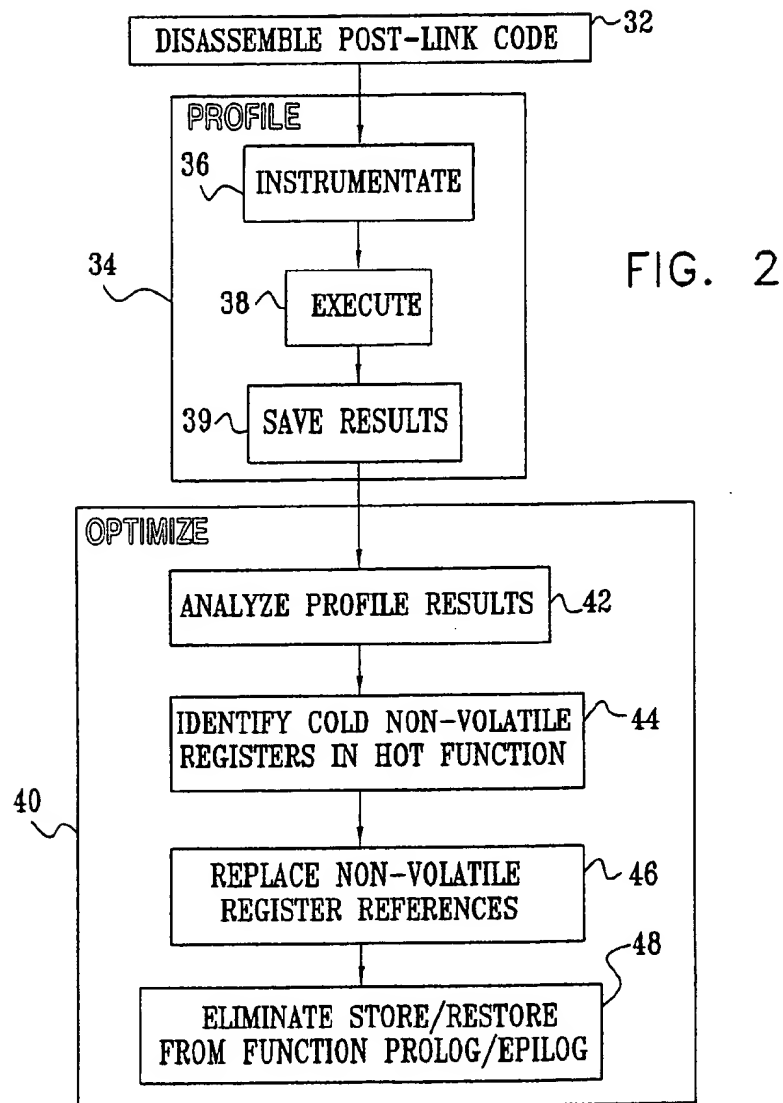 DISASSEMBLE POST-LINK CODE
32
PROFILE
36
INSTRUMENTATE
34
38
EXECUTE
FIG. 2
39
SAVE RESULTS
OPTIMIZE
ANALYZE PROFILE RESULTS
42
IDENTIFY COLD NON-VOLATILE
REGISTERS IN HOT FUNCTION
44
40
REPLACE NON-VOLATILE
REGISTER REFERENCES
46
48
ELIMINATE STORE/RESTORE
FROM FUNCTION PROLOG/EPILOG